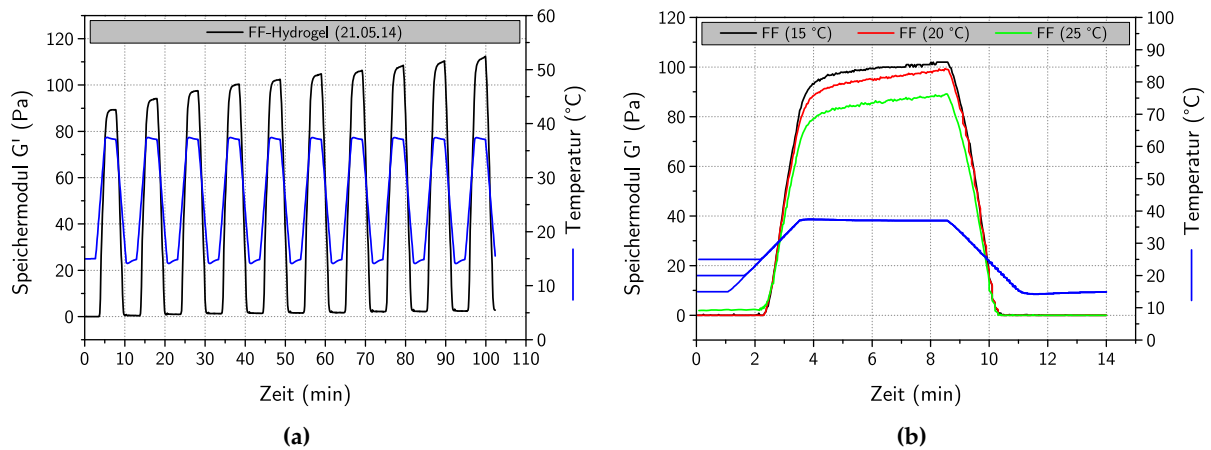 FF-Hydrogel (21.05.14)
Speichermodul G' (Pa)
120
100
80
60
40
20
0
60
50
40
30
20
10
0
Temperatur (°C)
0 10 20 30 40 50 60 70 80 90 100 110
Zeit (min)
(a)
FF (15 °C) FF (20 °C) FF (25 °C)
Speichermodul G' (Pa)
120
100
80
60
40
20
0
100
90
80
70
60
50
40
30
20
10
0
Temperatur (°C)
0 2 4 6 8 10 12 14
Zeit (min)
(b)